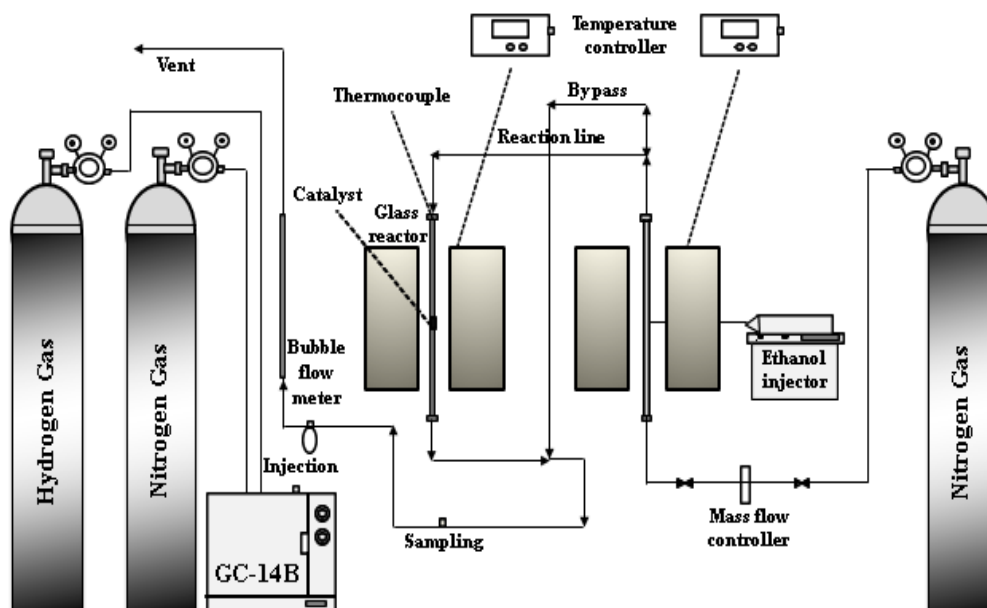 Temperature
controller
Vent
Thermocouple
Bypass
Reaction line
Catalyst
Glass
reactor
Bubble flow
meter
Ethanol
injector
Hydrogen Gas
Nitrogen Gas
Nitrogen Gas
Injection
Sampling
Mass flow
controller
GC-14B